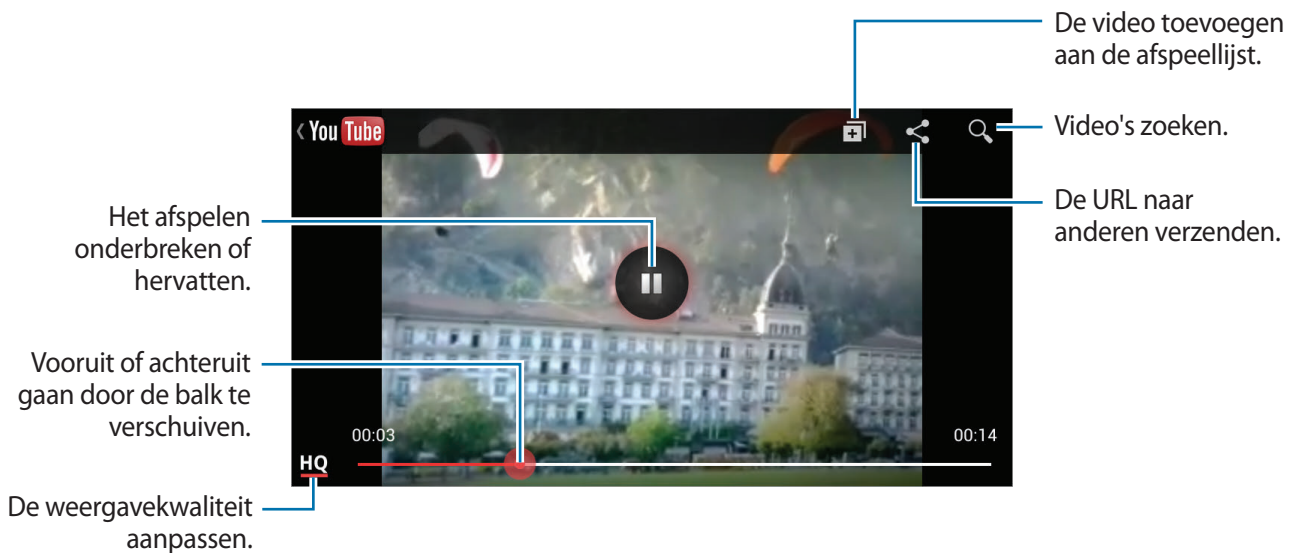 De video toevoegen
aan de afspeellijst.
You Tube
Video's zoeken.
De URL naar
anderen verzenden.
Het afspelen
onderbreken of
hervatten.
Vooruit of achteruit
gaan door de balk te
verschuiven.
00:03
00:14
HQ
De weergavekwaliteit
aanpassen.